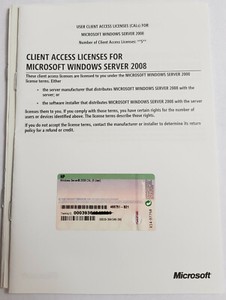 USER CLIENT ACCESS LICENSES (CALs) FOR
MICROSOFT WINDOWS SERVER 2008
Number of Client Access Licenses: "5"
CLIENT ACCESS LICENSES FOR
MICROSOFT WINDOWS SERVER 2008
These client access licenses are licensed to you under the MICROSOFT WINDOWS SERVER 2008
license terms. Either
• the server manufacturer that distributes MICROSOFT WINDOWS SERVER 2008 with the
server; or
• the software installer that distributes MICROSOFT WINDOWS SERVER 2008 with the server
licenses them to you. If you comply with these terms, you have certain rights for the number of
users or devices identified above. The license terms describe those rights.
If you do not accept the license terms, contact the manufacturer or installer to determine its return
policy for a refund or credit.
Microsoft